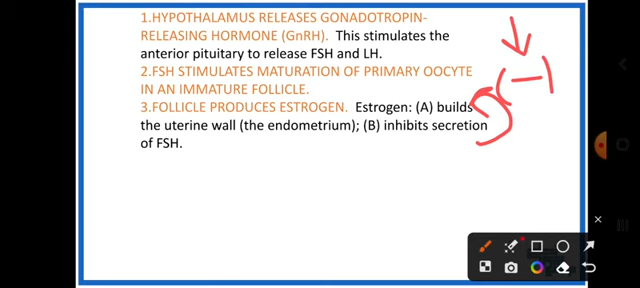 1.HYPOTHALAMUS RELEASES GONADOTROPIN-
RELEASING HORMONE (GnRH). This stimulates the
anterior pituitary to release FSH and LH.
2.FSH STIMULATES MATURATION OF PRIMARY OOCYTE
IN AN IMMATURE FOLLICLE.
3.FOLLICLE PRODUCES ESTROGEN. Estrogen: (A) builds
the uterine wall (the endometrium); (B) inhibits secretion
of FSH.
(-)